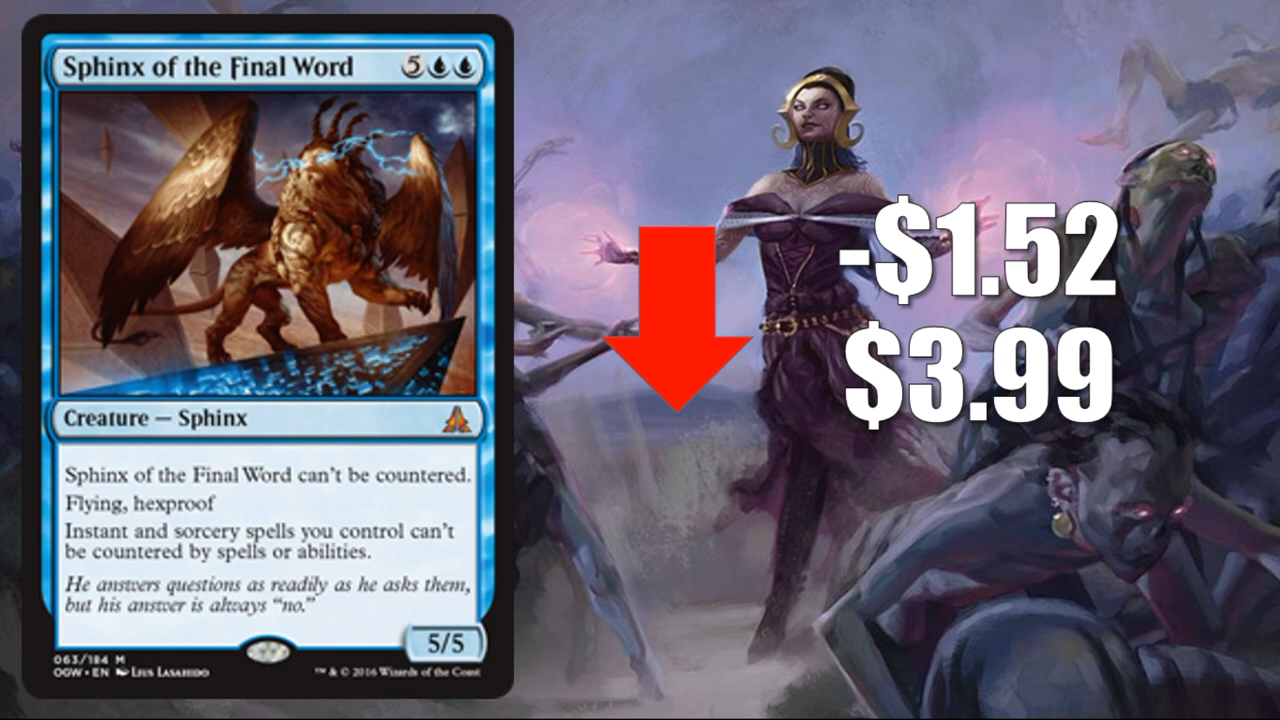 Sphinx of the Final Word 5
Creature — Sphinx
Sphinx of the Final Word can't be countered.
Flying, hexproof
Instant and sorcery spells you control can't
be countered by spells or abilities.
He answers questions as readily as he asks them,
but his answer is always "no."
5/5
063/184 M
OGW • EN Lius Lasahido
™ & © 2016 Wizards of the Coast
-$1.52
$3.99